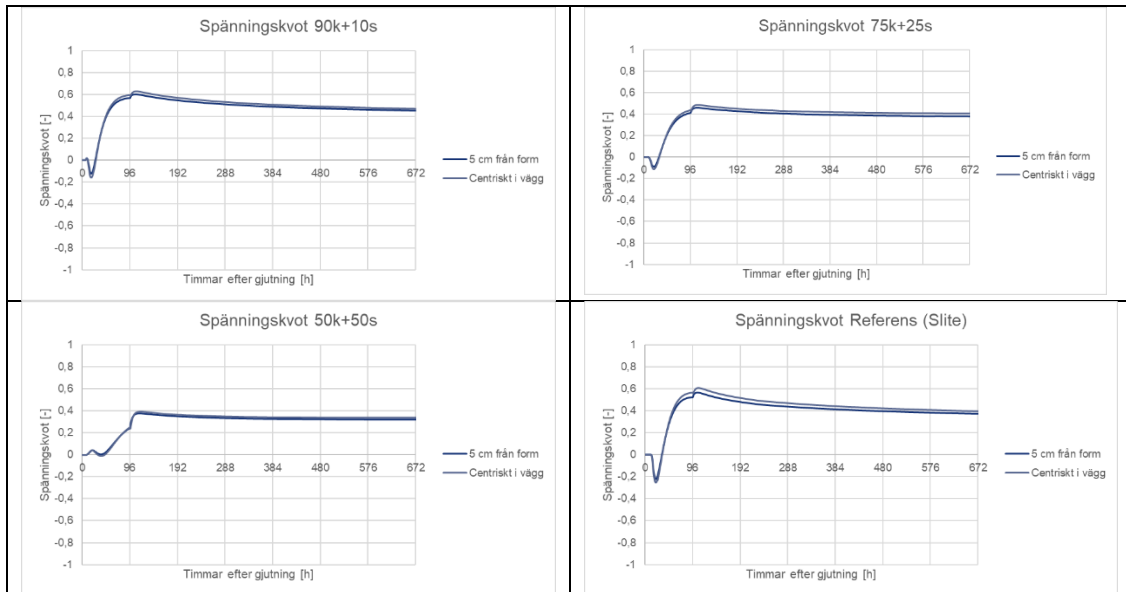 Spänningskvot 90k+10s
1
0,8
0,6
0,4
0,2
0
-0,2
-0,4
-0,6
-0,8
-1
0 96 192 288 384 480 576 672
Spänningskvot [-]
Timmar efter gjutning [h]
5 cm från form
Centriskt i vägg
Spänningskvot 75k+25s
1
0,8
0,6
0,4
0,2
0
-0,2
-0,4
-0,6
-0,8
-1
0 96 192 288 384 480 576 672
Spänningskvot [-]
Timmar efter gjutning [h]
5 cm från form
Centriskt i vägg
Spänningskvot 50k+50s
1
0,8
0,6
0,4
0,2
0
-0,2
-0,4
-0,6
-0,8
-1
0 96 192 288 384 480 576 672
Spänningskvot [-]
Timmar efter gjutning [h]
5 cm från form
Centriskt i vägg
Spänningskvot Referens (Slite)
1
0,8
0,6
0,4
0,2
0
-0,2
-0,4
-0,6
-0,8
-1
0 96 192 288 384 480 576 672
Spänningskvot [-]
Timmar efter gjutning [h]
5 cm från form
Centriskt i vägg